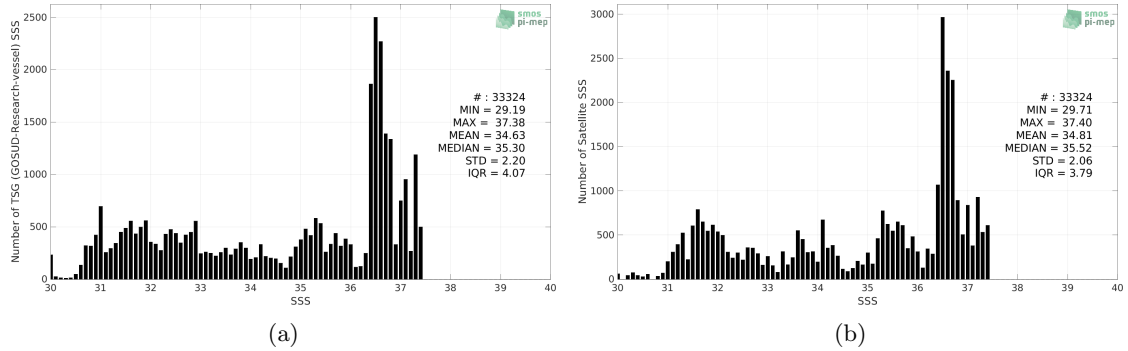 Number of TSG (GOSUD-Research-vessel) SSS
2500
2000
1500
1000
500
0
30 31 32 33 34 35 36 37 38 39 40
SSS
smos
pi-mep
# : 33324
MIN = 29.19
MAX = 37.38
MEAN = 34.63
MEDIAN = 35.30
STD = 2.20
IQR = 4.07
(a)
Number of Satellite SSS
3000
2500
2000
1500
1000
500
0
30 31 32 33 34 35 36 37 38 39 40
SSS
smos
pi-mep
# : 33324
MIN = 29.71
MAX = 37.40
MEAN = 34.81
MEDIAN = 35.52
STD = 2.06
IQR = 3.79
(b)